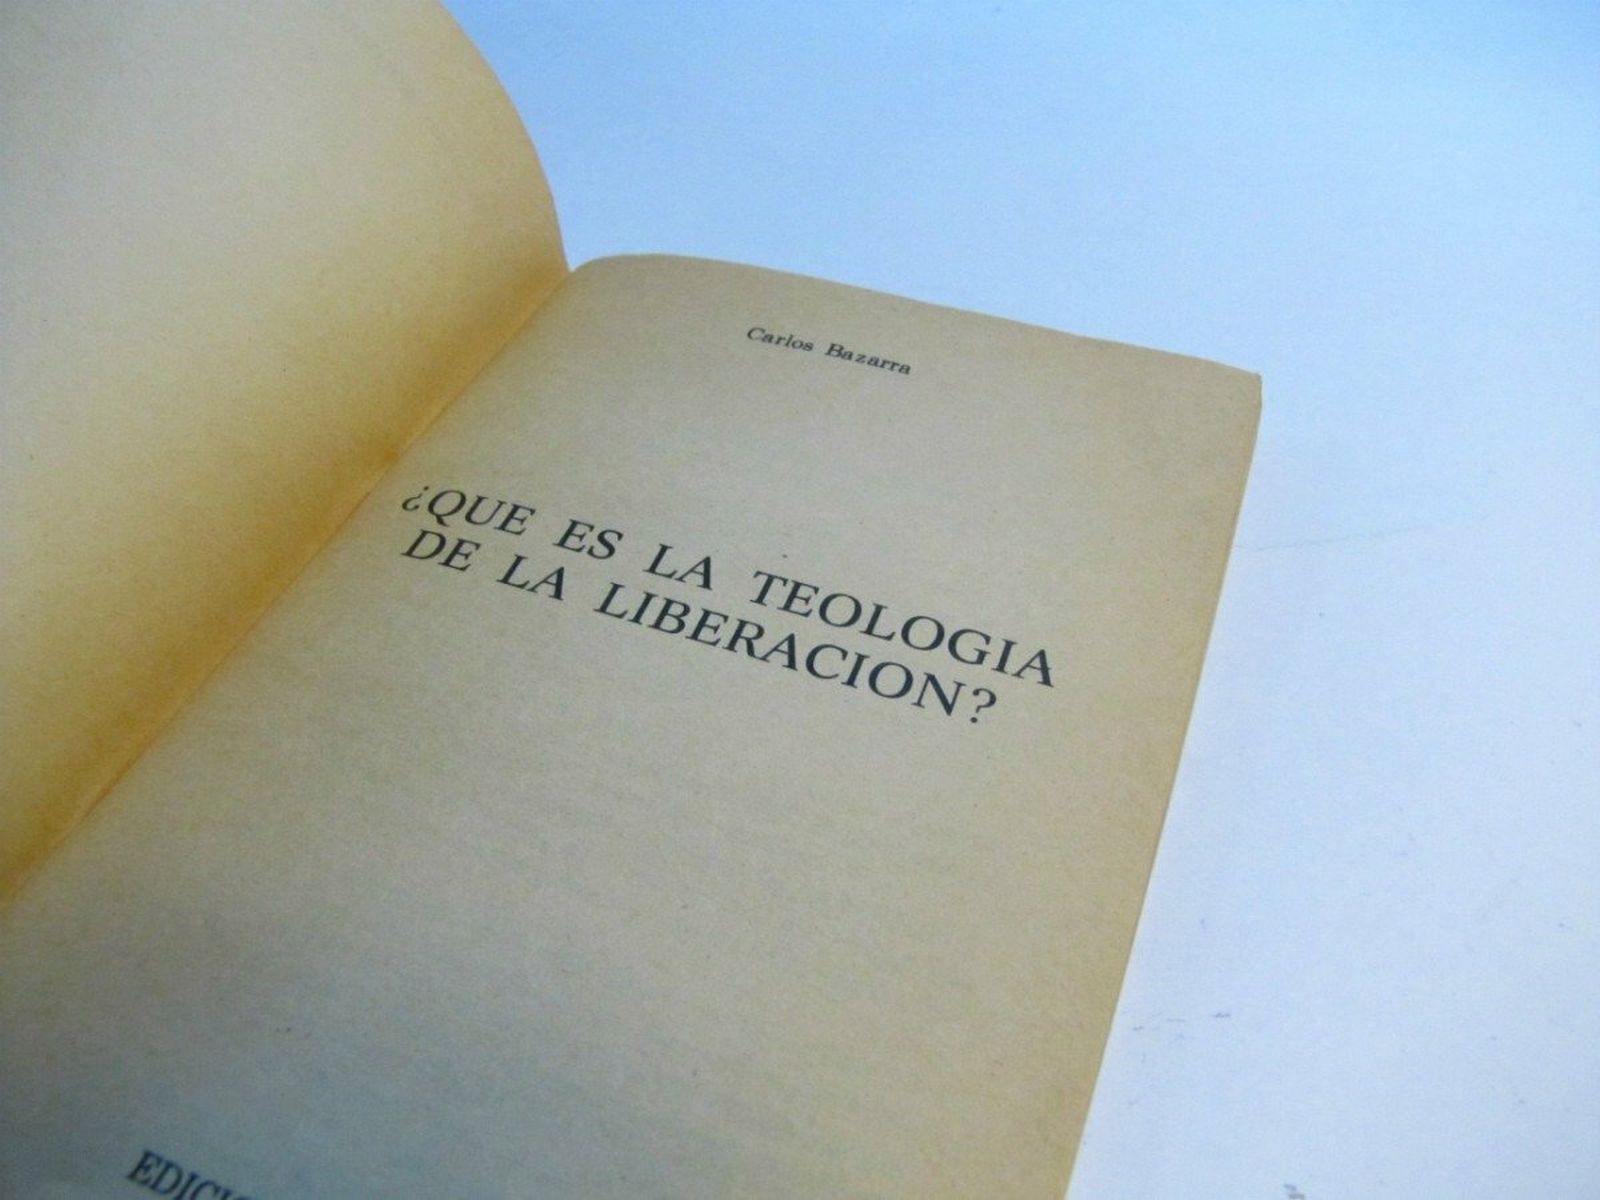 Carlos Bazarra
¿QUE ES LA TEOLOGIA
DE LA LIBERACION?